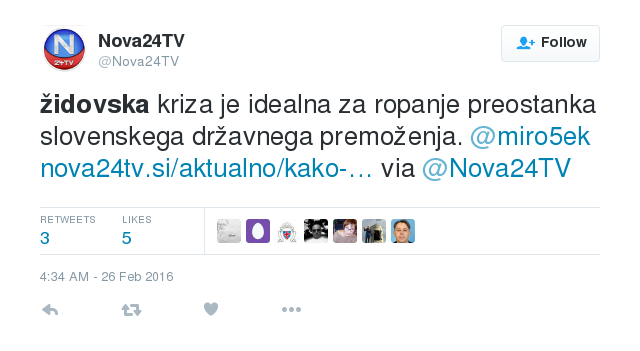 Nova24TV
@Nova24TV
Follow
židovska kriza je idealna za ropanje preostanka
slovenskega državnega premoženja. @miro5ek
nova24tv.si/aktualno/kako-… via @Nova24TV
RETWEETS LIKES
3 5
4:34 AM - 26 Feb 2016
N
24TV